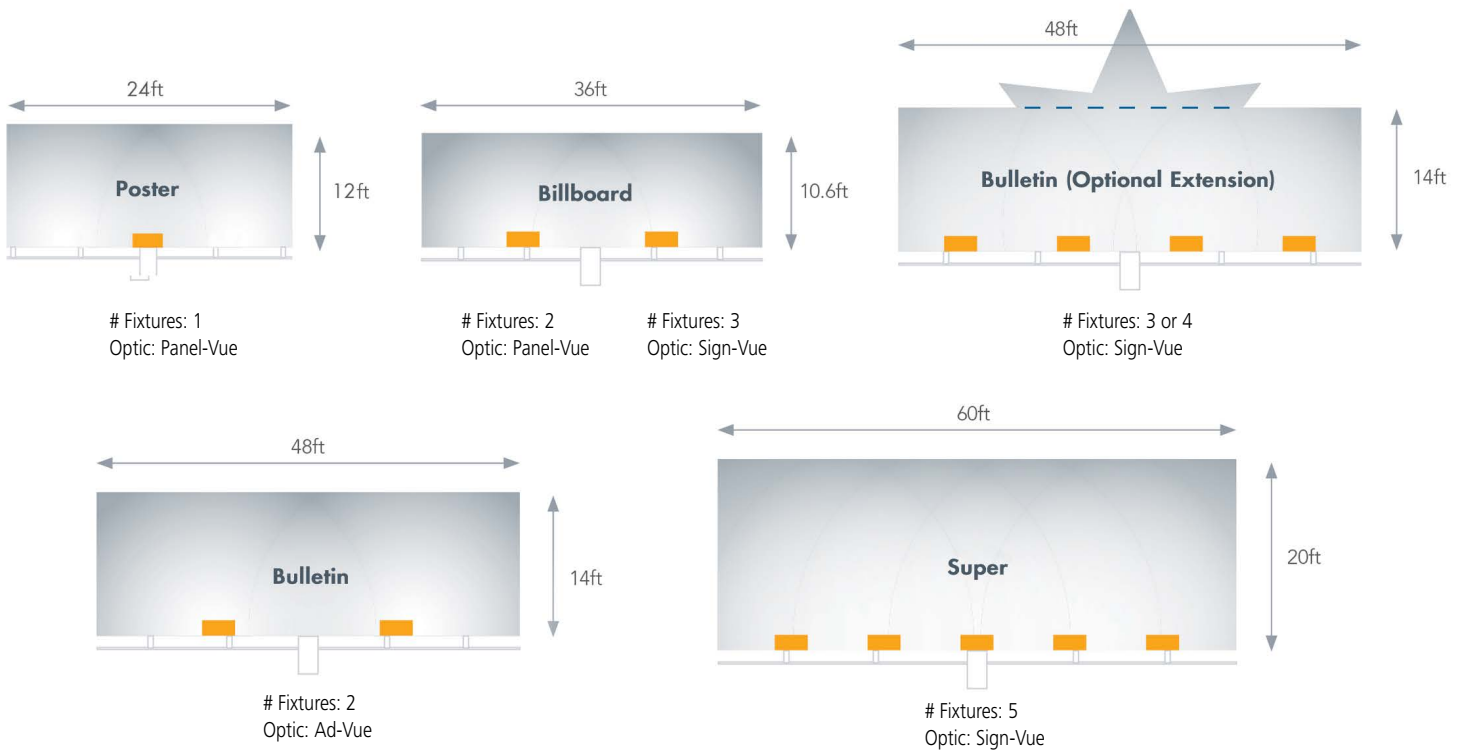 24ft
12ft
Poster
# Fixtures: 1
Optic: Panel-Vue
36ft
10.6ft
Billboard
# Fixtures: 2
Optic: Panel-Vue
# Fixtures: 3
Optic: Sign-Vue
48ft
14ft
Bulletin (Optional Extension)
# Fixtures: 3 or 4
Optic: Sign-Vue
48ft
14ft
Bulletin
# Fixtures: 2
Optic: Ad-Vue
60ft
20ft
Super
# Fixtures: 5
Optic: Sign-Vue